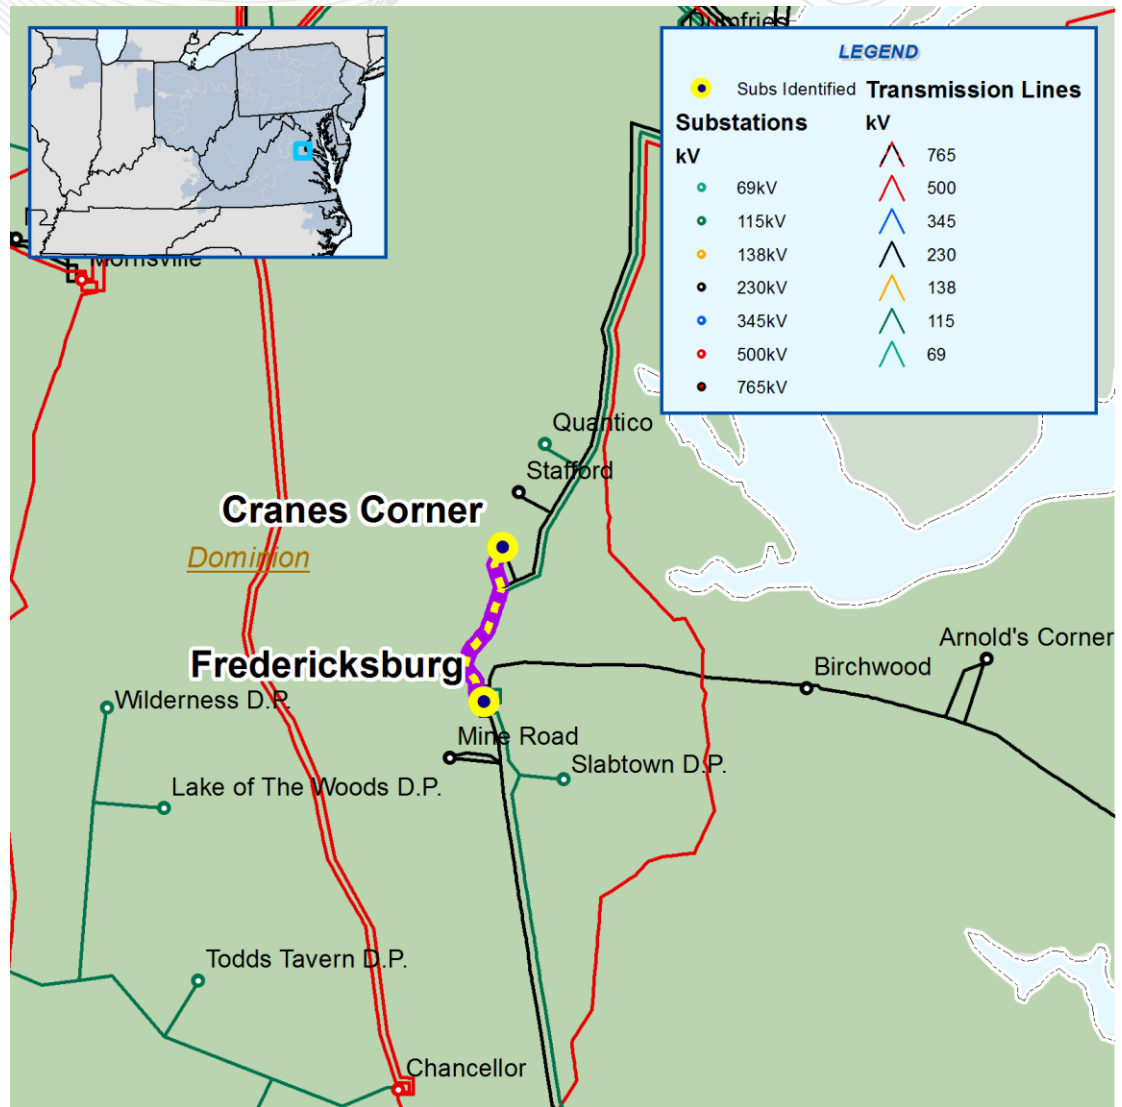 Dumfries
LEGEND
Subs Identified
Substations
kV
69kV
115kV
138kV
230kV
345kV
500kV
765kV
Transmission Lines
kV
765
500
345
230
138
115
69
Morrisville
Quantico
Stafford
Cranes Corner
Dominion
Fredericksburg
Arnold's Corner
Birchwood
Wilderness D.P.
Mine Road
Slabtown D.P.
Lake of The Woods D.P.
Todds Tavern D.P.
Chancellor